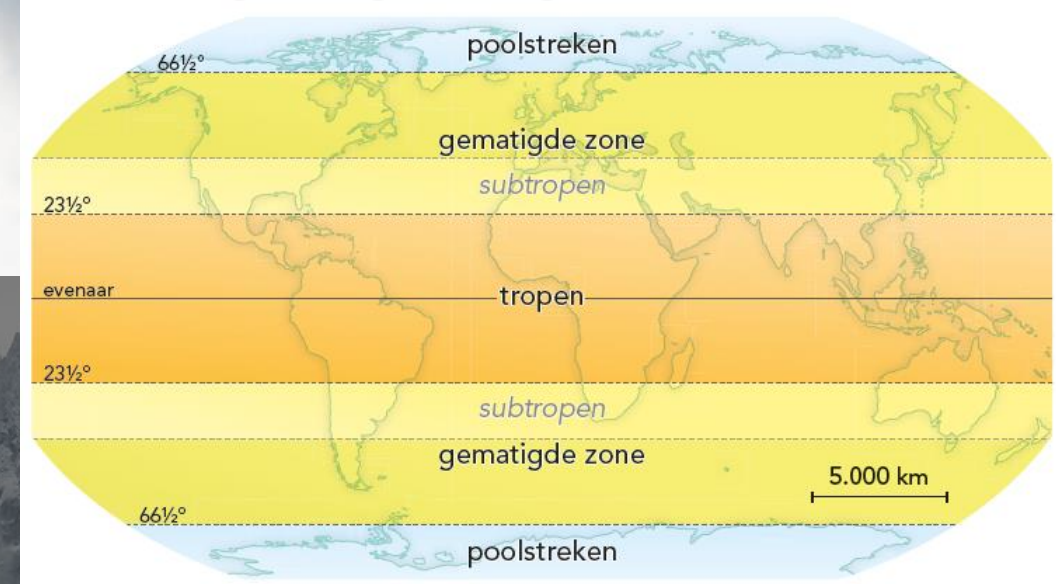 poolstreken
66½°
gematigde zone
subtropen
23½°
evenaar
tropen
23½°
subtropen
gematigde zone
5.000 km
66½°
poolstreken